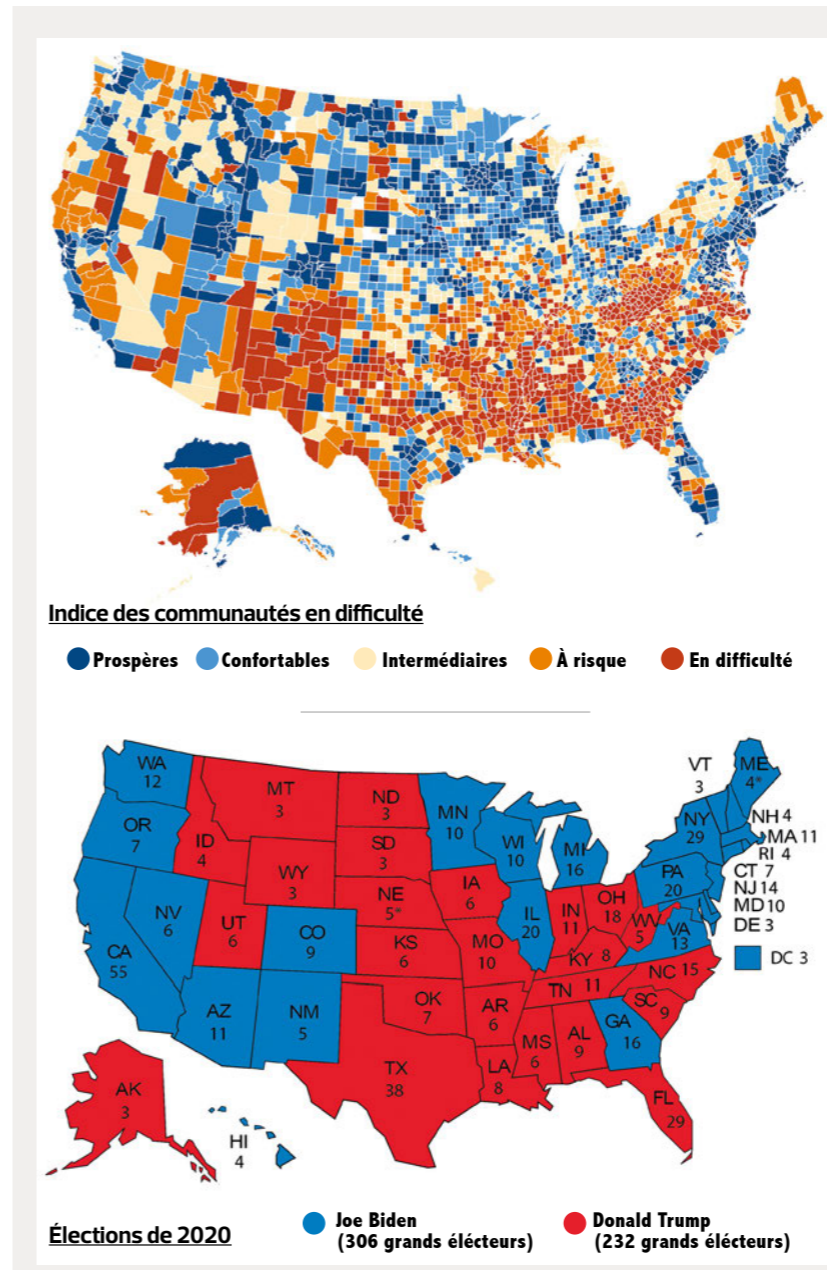 Indice des communautés en difficulté
Prospères Confortables Intermédiaires À risque En difficulté
WA
12
OR
7
CA
55
NV
6
ID
4
MT
3
WY
3
UT
6
AZ
11
CO
9
NM
5
ND
3
SD
3
NE
5*
KS
6
OK
7
TX
38
MN
10
IA
6
MO
10
AR
6
LA
8
WI
10
IL
20
MI
16
IN
11
OH
18
KY 8
TN 11
MS
6
AL
9
GA
16
FL
29
SC
9
NC 15
VA
13
WV
5
PA
20
NY
29
VT
3
ME
4*
NH 4
MA 11
RI 4
CT 7
NJ 14
MD 10
DE 3
DC 3
AK
3
HI
4
Élections de 2020
Joe Biden
(306 grands élécteurs)
Donald Trump
(232 grands élécteurs)